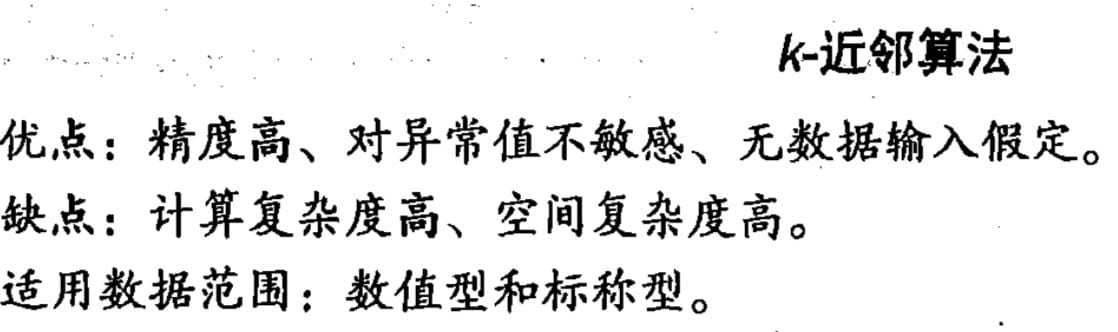 k-近邻算法
优点：精度高、对异常值不敏感、无数据输入假定。
缺点：计算复杂度高、空间复杂度高。
适用数据范围：数值型和标称型。